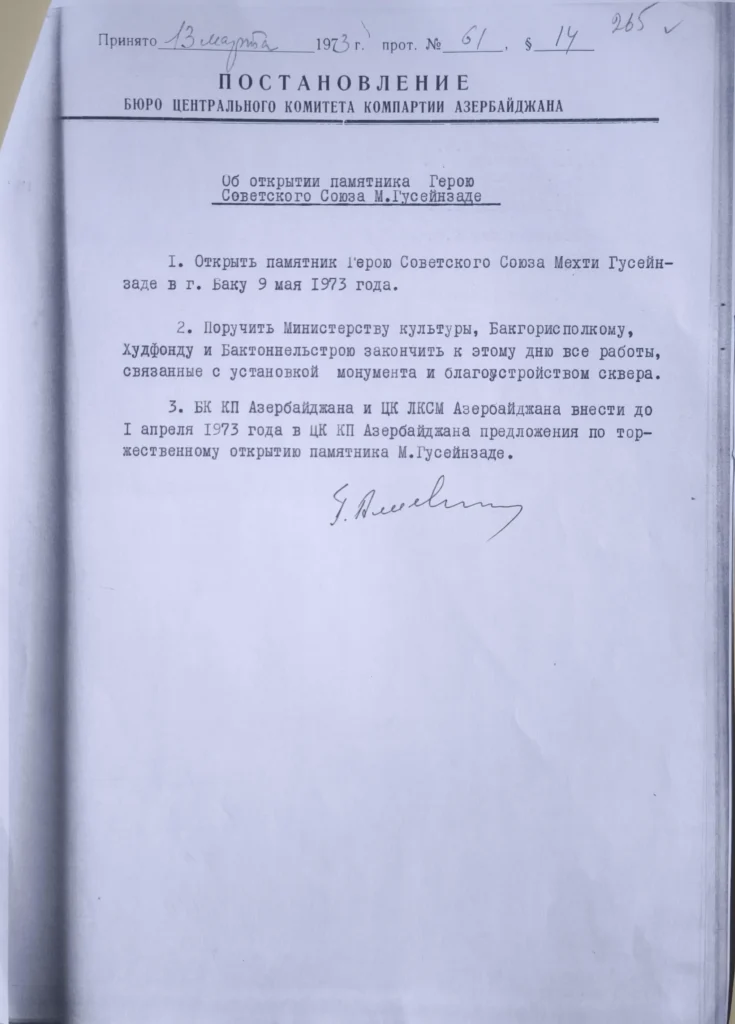 265 ✓
Принято 13 марта 1973 г. прот. № 61, § 14
ПОСТАНОВЛЕНИЕ
БЮРО ЦЕНТРАЛЬНОГО КОМИТЕТА КОМПАРТИИ АЗЕРБАЙДЖАНА
Об открытии памятника Герою
Советского Союза М.Гусейнзаде
I. Открыть памятник Герою Советского Союза Мехти Гусейн-
заде в г. Баку 9 мая 1973 года.
2. Поручить Министерству культуры, Бакгорисполкому,
Худфонду и Бактоннельстрою закончить к этому дню все работы,
связанные с установкой монумента и благоустройством сквера.
3. БК КП Азербайджана и ЦК ЛКСМ Азербайджана внести до
I апреля 1973 года в ЦК КП Азербайджана предложения по тор-
жественному открытию памятника М.Гусейнзаде.